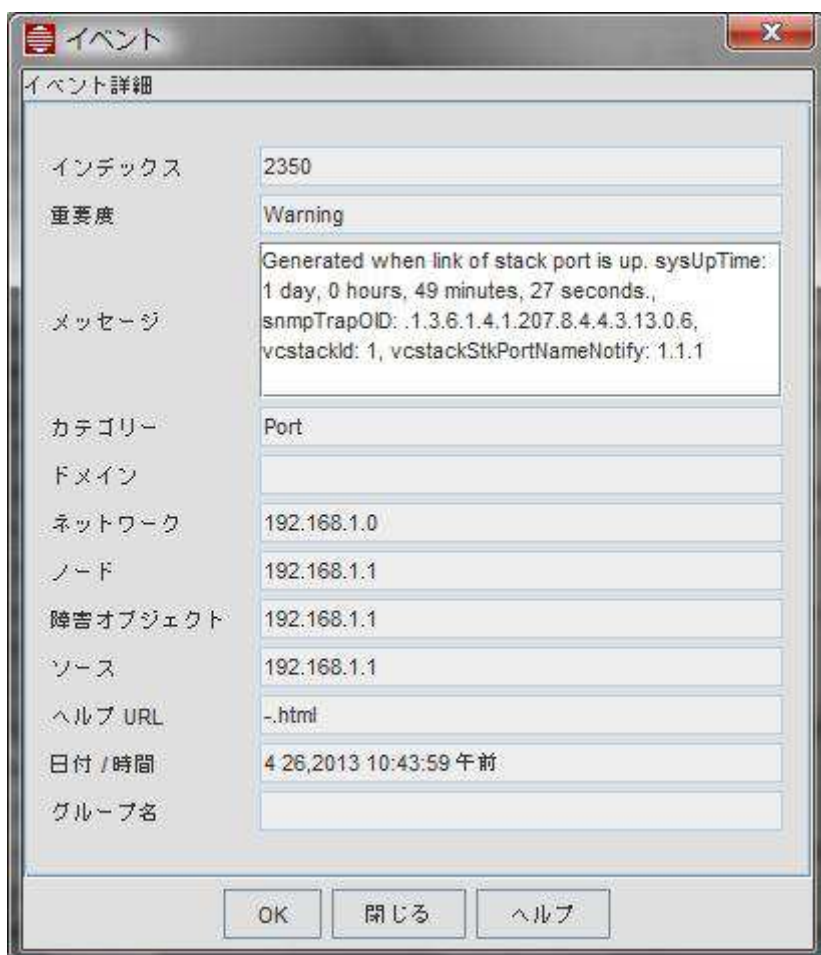 イベント
イベント詳細
インデックス 2350
重要度 Warning
メッセージ
Generated when link of stack port is up. sysUpTime:
1 day, 0 hours, 49 minutes, 27 seconds.,
snmpTrapOID: .1.3.6.1.4.1.207.8.4.4.3.13.0.6,
vcstackId: 1, vcstackStkPortNameNotify: 1.1.1
カテゴリー Port
ドメイン
ネットワーク 192.168.1.0
ノード 192.168.1.1
障害オブジェクト 192.168.1.1
ソース 192.168.1.1
ヘルプ URL -.html
日付 / 時間 4 26,2013 10:43:59 午前
グループ名
OK 閉じる ヘルプ